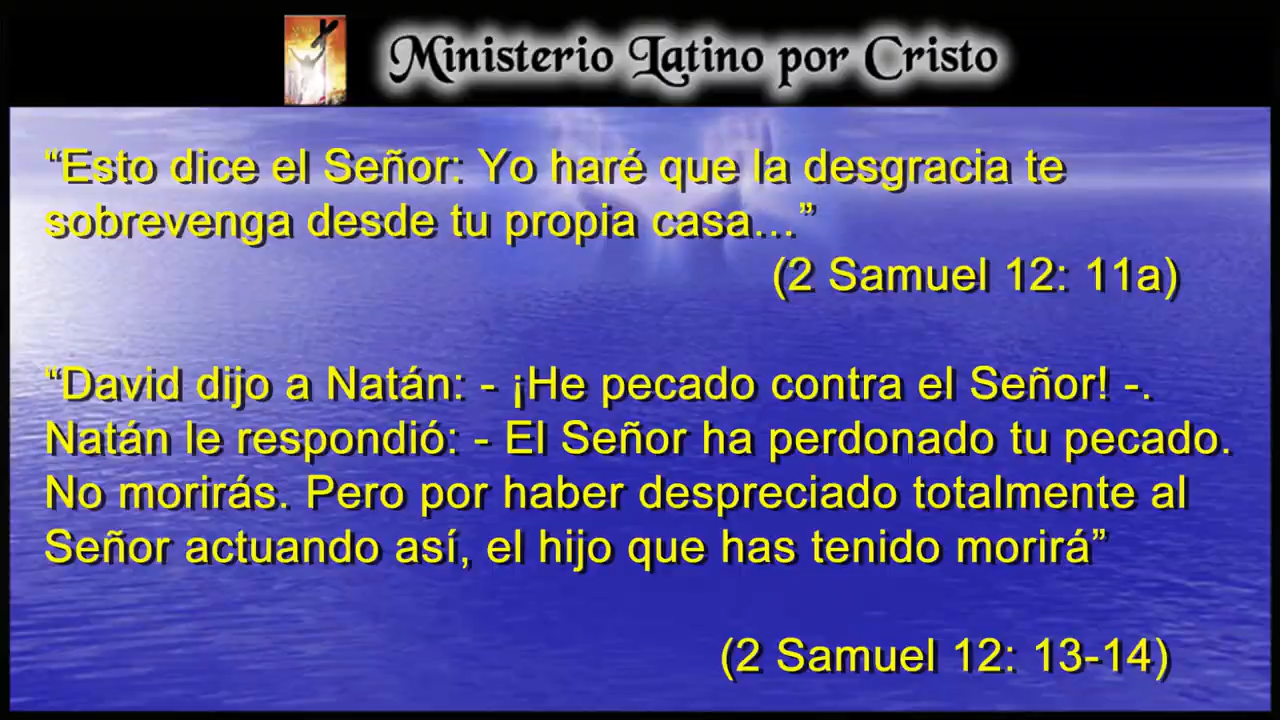 Ministerio Latino por Cristo
“Esto dice el Señor: Yo haré que la desgracia te
sobrevenga desde tu propia casa...”
(2 Samuel 12: 11a)
“David dijo a Natán: - ¡He pecado contra el Señor! -.
Natán le respondió: - El Señor ha perdonado tu pecado.
No morirás. Pero por haber despreciado totalmente al
Señor actuando así, el hijo que has tenido morirá”
(2 Samuel 12: 13-14)